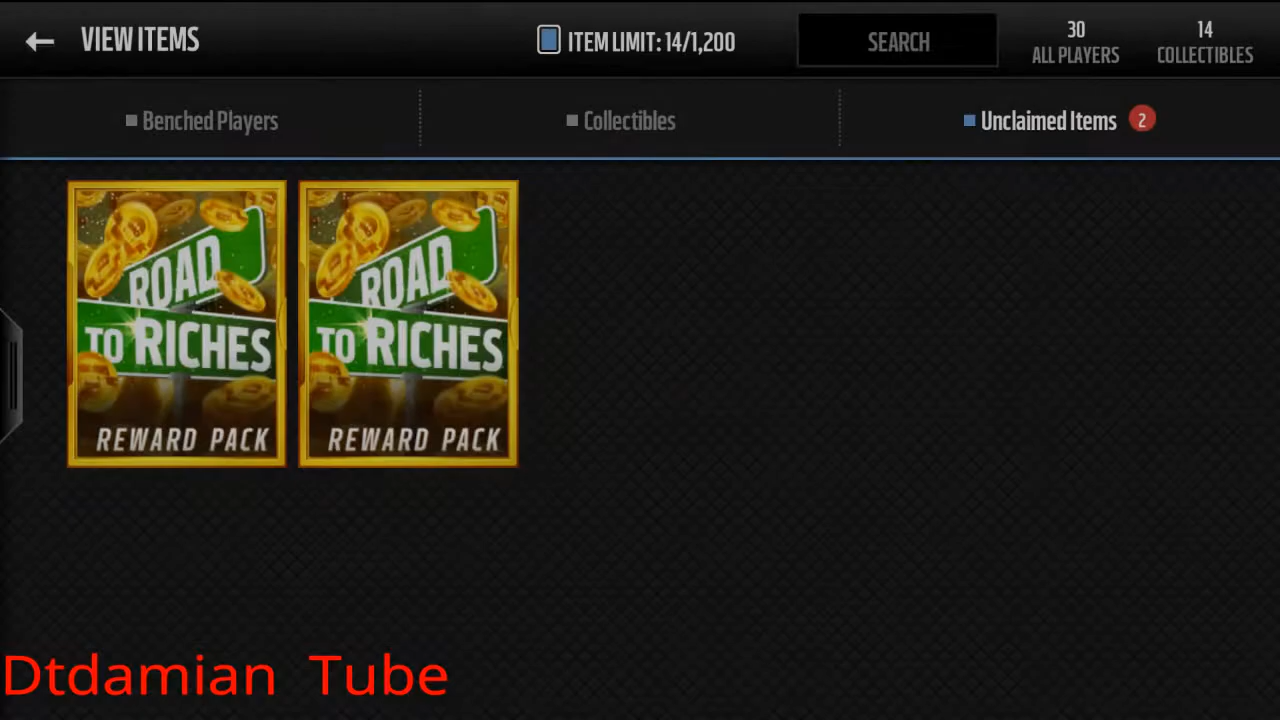 VIEW ITEMS
ITEM LIMIT: 14/1,200
SEARCH
30
ALL PLAYERS
14
COLLECTIBLES
Benched Players
Collectibles
Unclaimed Items
2
ROAD
TO RICHES
REWARD PACK
ROAD
TO RICHES
REWARD PACK
Dtdamian Tube